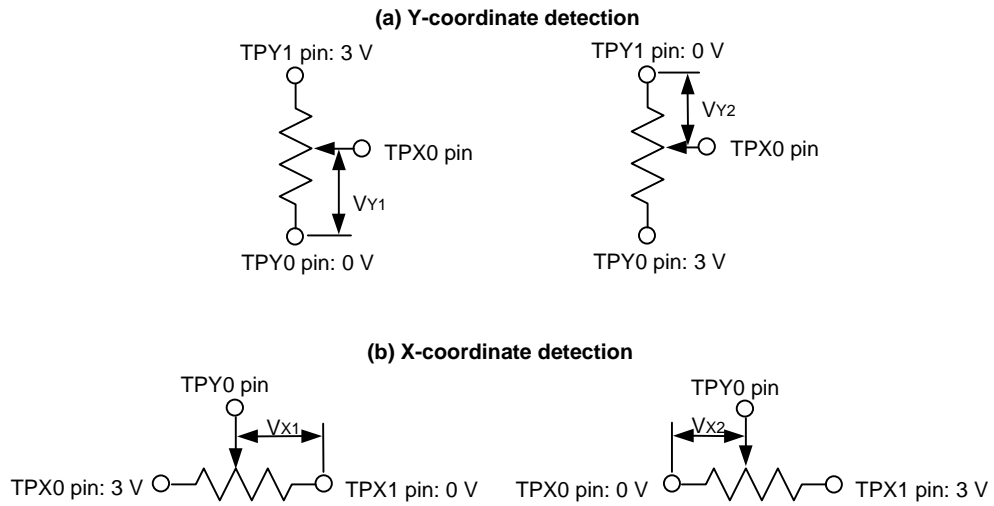 (a) Y-coordinate detection
TPY1 pin: 3 V
TPY1 pin: 0 V
VY2
TPX0 pin
TPX0 pin
VY1
TPY0 pin: 0 V
TPY0 pin: 3 V
(b) X-coordinate detection
TPY0 pin
TPY0 pin
VX1
VX2
TPX0 pin: 3 V
TPX1 pin: 0 V
TPX0 pin: 0 V
TPX1 pin: 3 V